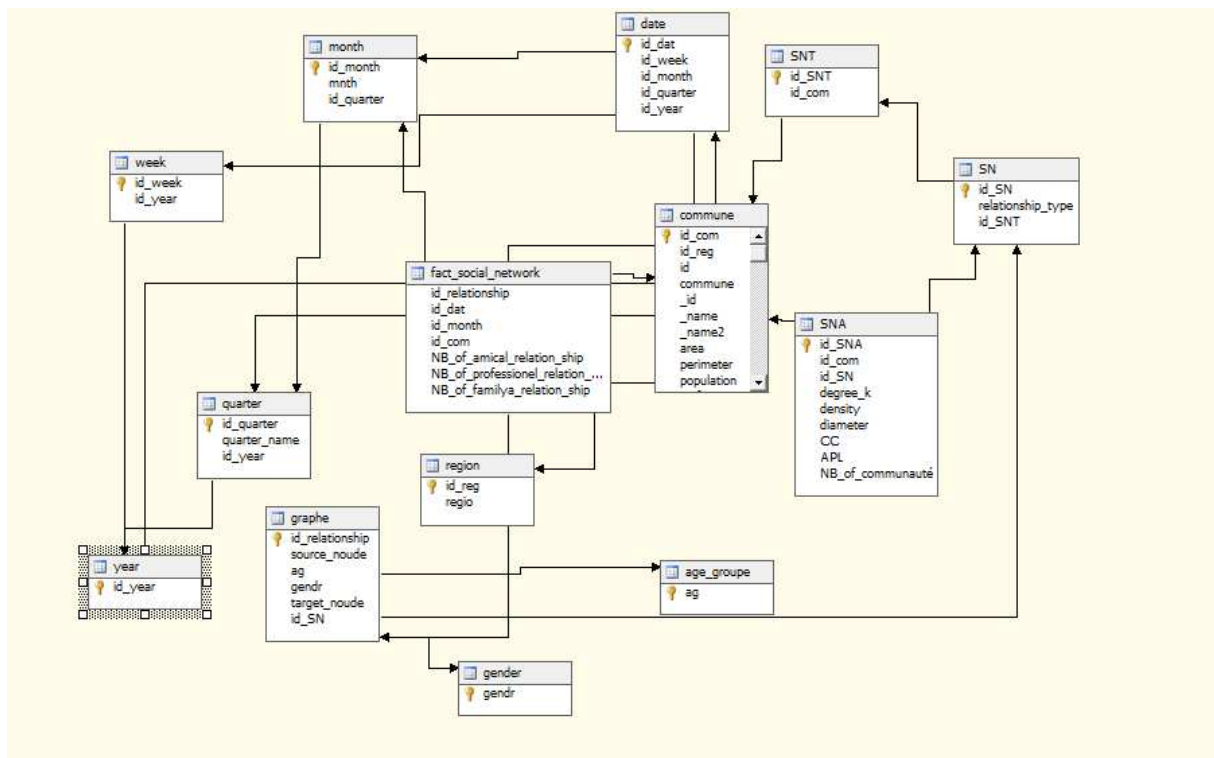 date
id_dat
id_week
id_month
id_quarter
id_year
month
id_month
mnth
id_quarter
SNT
id_SNT
id_com
week
id_week
id_year
SN
id_SN
relationship_type
id_SNT
commune
id_com
id_reg
id
commune
_id
_name
_name2
area
perimeter
population
fact_social_network
id_relationship
id_dat
id_month
id_com
NB_of_amical_relation_ship
NB_of_professionel_relation_...
NB_of_familya_relation_ship
SNA
id_SNA
id_com
id_SN
degree_k
density
diameter
CC
APL
NB_of_communauté
quarter
id_quarter
quarter_name
id_year
region
id_reg
regio
graphe
id_relationship
source_noude
ag
gendr
target_noude
id_SN
year
id_year
age_groupe
ag
gender
gendr